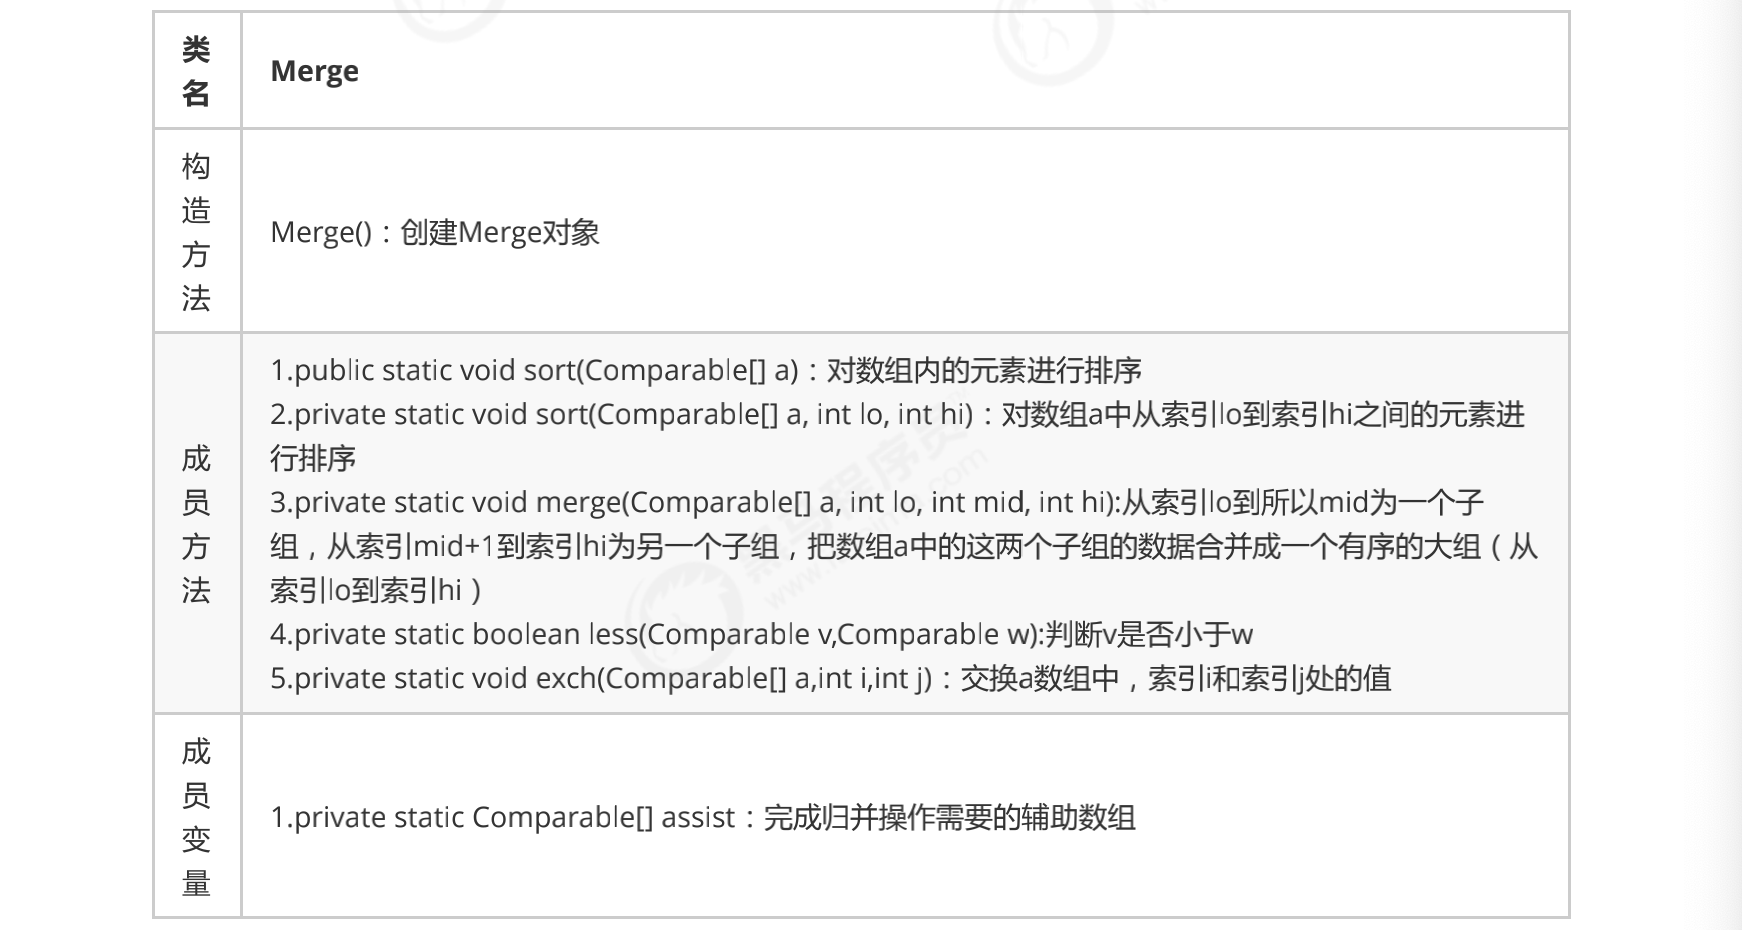 类
名
Merge
构
造
方
法
Merge()：创建Merge对象
成
员
方
法
1.public static void sort(Comparable[] a)：对数组内的元素进行排序
2.private static void sort(Comparable[] a, int lo, int hi)：对数组a中从索引lo到索引hi之间的元素进
行排序
3.private static void merge(Comparable[] a, int lo, int mid, int hi):从索引lo到所以mid为一个子
组，从索引mid+1到索引hi为另一个子组，把数组a中的这两个子组的数据合并成一个有序的大组（从
索引lo到索引hi）
4.private static boolean less(Comparable v,Comparable w):判断v是否小于w
5.private static void exch(Comparable[] a,int i,int j)：交换a数组中，索引i和索引j处的值
黑马程序员
成
员
变
量
1.private static Comparable[] assist：完成归并操作需要的辅助数组